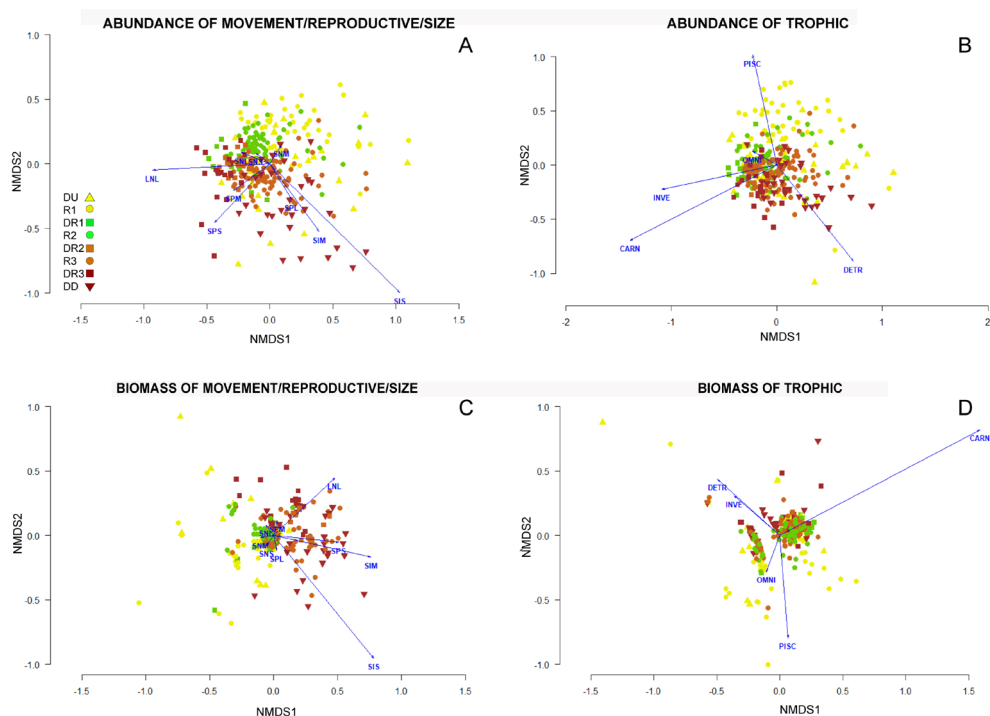 ABUNDANCE OF MOVEMENT/REPRODUCTIVE/SIZE
A
1.0
0.5
0.0
-0.5
-1.0
NMDS2
SNM
LNL
SPM
SPS
SPL
SIM
SIS
DU
R1
DR1
R2
DR2
R3
DR3
DD
-1.5 -1.0 -0.5 0.0 0.5 1.0 1.5
NMDS1
ABUNDANCE OF TROPHIC
B
1.0
0.5
0.0
-0.5
-1.0
NMDS2
PISC
OMNI
INVE
CARN
DETR
-2 -1 0 1 2
NMDS1
BIOMASS OF MOVEMENT/REPRODUCTIVE/SIZE
C
1.0
0.5
0.0
-0.5
-1.0
NMDS2
LNL
SNM
SNS
SPL
SPS
SIM
SIS
-1.5 -1.0 -0.5 0.0 0.5 1.0 1.5
NMDS1
BIOMASS OF TROPHIC
D
1.0
0.5
0.0
-0.5
-1.0
NMDS2
CARN
DETR
INVE
OMNI
PISC
-1.5 -1.0 -0.5 0.0 0.5 1.0 1.5
NMDS1